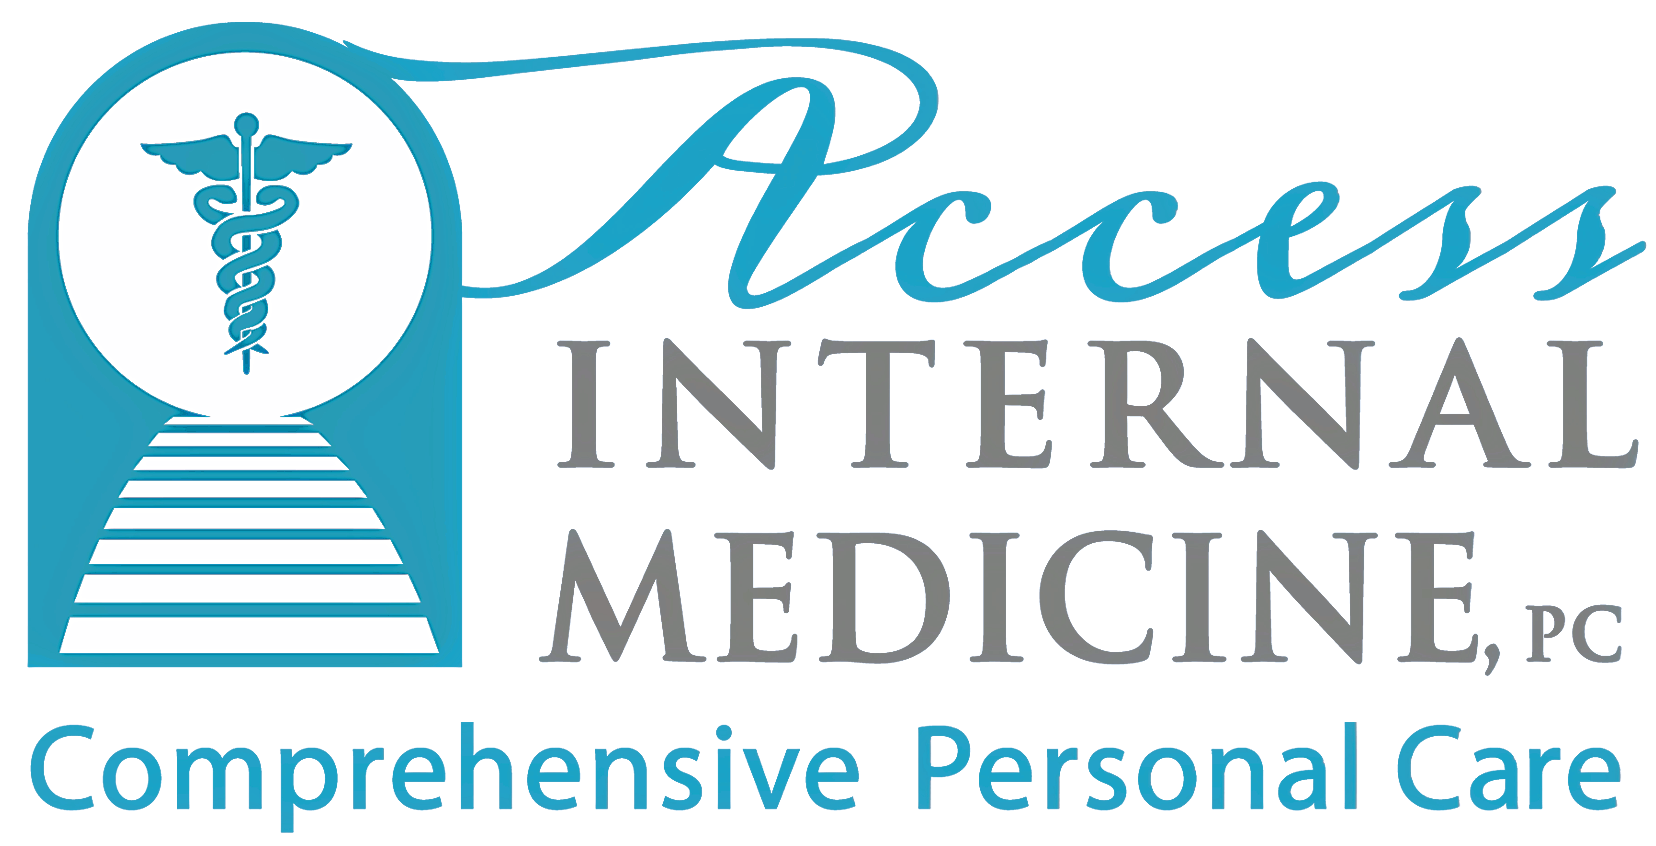 Access
INTERNAL
MEDICINE, PC
Comprehensive Personal Care